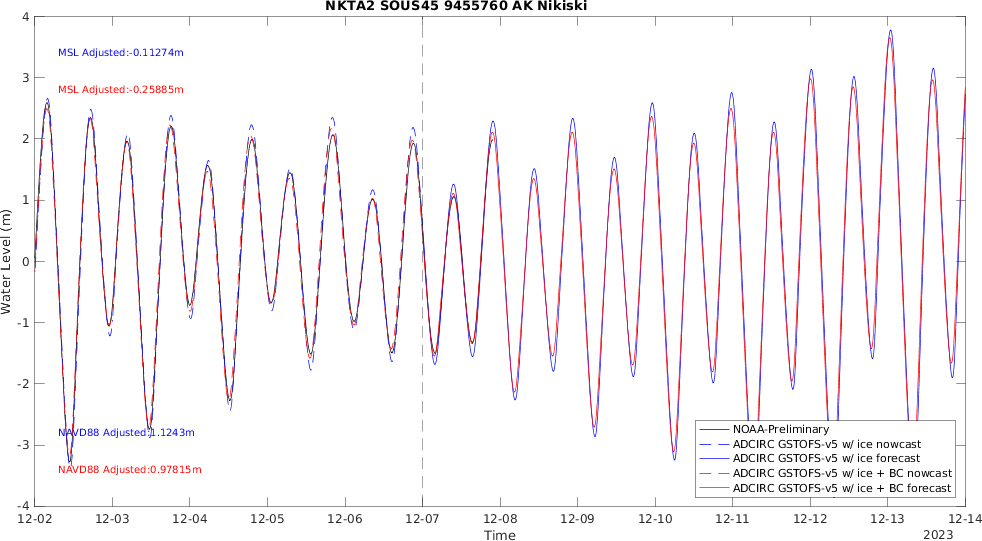 NKTA2 SOUS45 9455760 AK Nikiski
4
3
2
1
0
-1
-2
-3
-4
Water Level (m)
MSL Adjusted:-0.11274m
MSL Adjusted:-0.25885m
NAVD88 Adjusted:1.1243m
NAVD88 Adjusted:0.97815m
NOAA-Preliminary
ADCIRC GSTOFS-v5 w/ ice nowcast
ADCIRC GSTOFS-v5 w/ ice forecast
ADCIRC GSTOFS-v5 w/ ice + BC nowcast
ADCIRC GSTOFS-v5 w/ ice + BC forecast
12-02 12-03 12-04 12-05 12-06 12-07 12-08 12-09 12-10 12-11 12-12 12-13 12-14
Time
2023